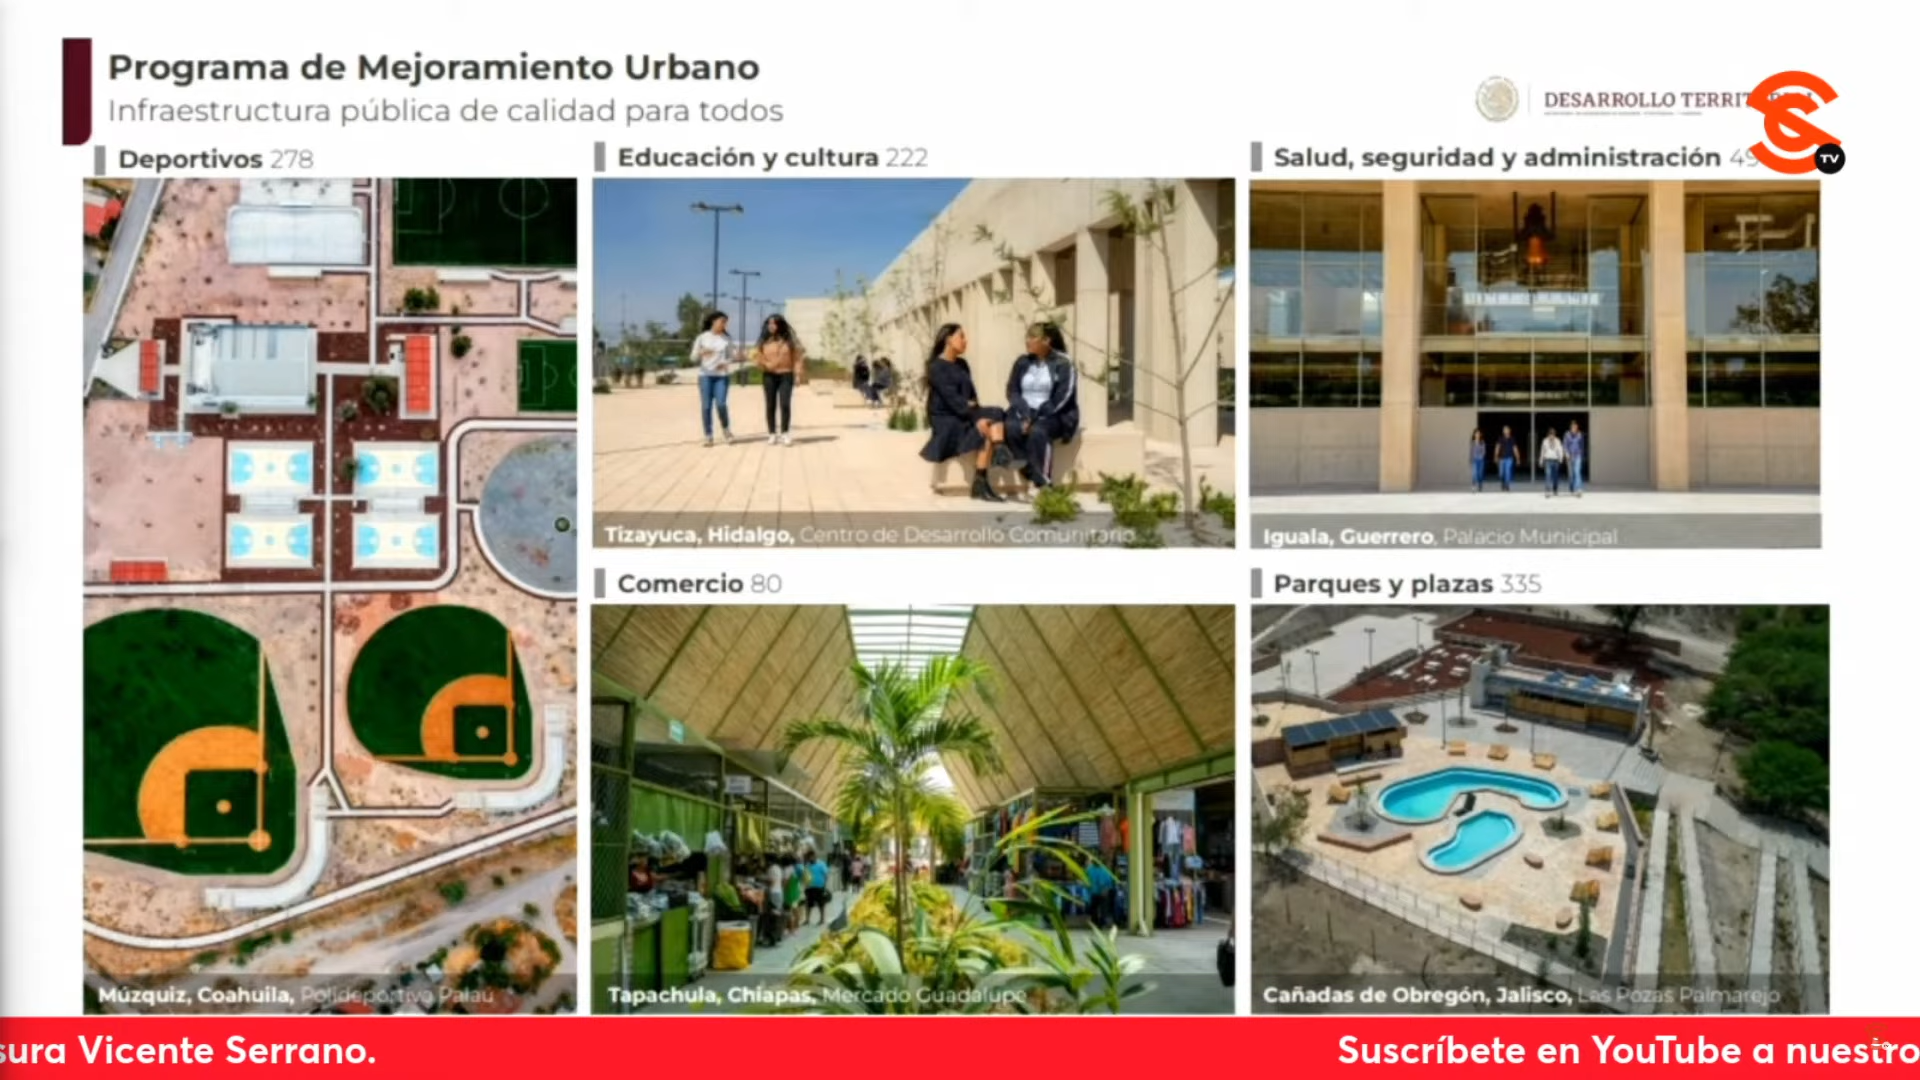 Programa de Mejoramiento Urbano
Infraestructura pública de calidad para todos
DESARROLLO
TV
Deportivos 278
Educación y cultura 222
Salud, seguridad y administración
Tizayuca, Hidalgo, Centro de Desarrollo Comunitario
Iguala, Guerrero, Palacio Municipal
Comercio 80
Parques y plazas 335
Múzquiz, Coahuila, Polideportivo Palaú
Tapachula, Chiapas, Mercado Guadalupe
Cañadas de Obregón, Jalisco, Las Pozas Palmarejo
sura Vicente Serrano.
Suscríbete en YouTube a nuestro